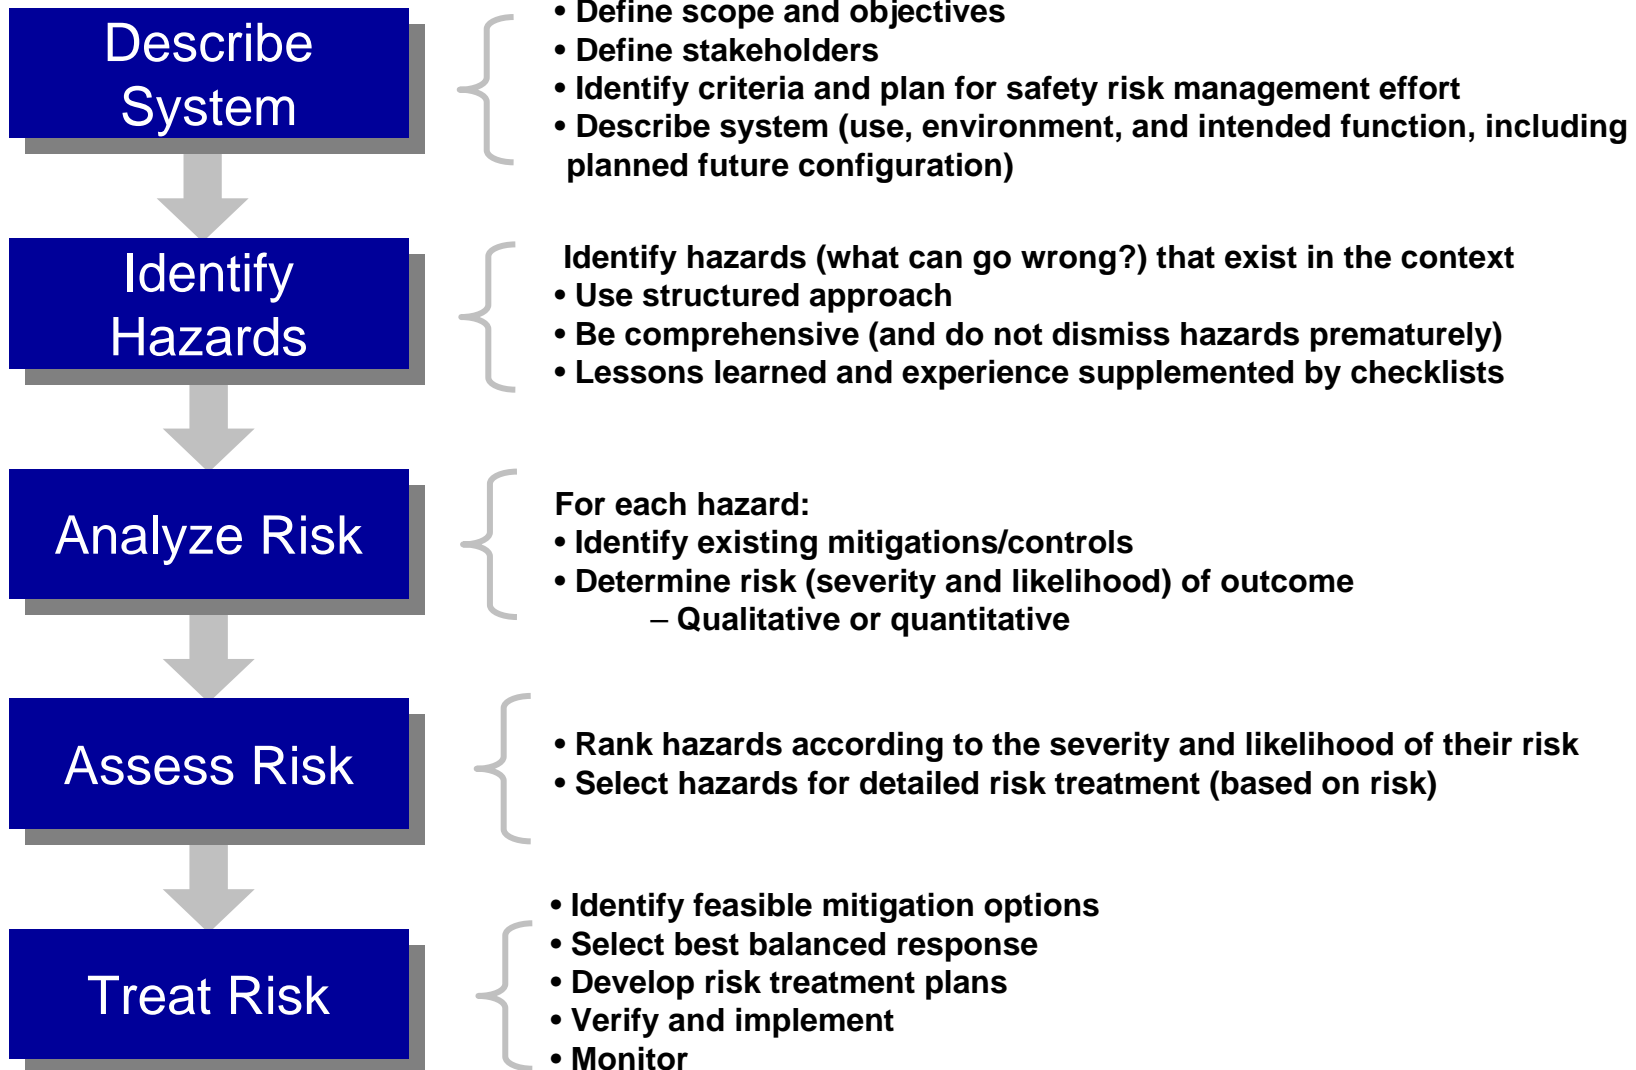 Describe
System
• Define scope and objectives
• Define stakeholders
• Identify criteria and plan for safety risk management effort
• Describe system (use, environment, and intended function, including
planned future configuration)
Identify
Hazards
Identify hazards (what can go wrong?) that exist in the context
• Use structured approach
• Be comprehensive (and do not dismiss hazards prematurely)
• Lessons learned and experience supplemented by checklists
Analyze Risk
For each hazard:
• Identify existing mitigations/controls
• Determine risk (severity and likelihood) of outcome
– Qualitative or quantitative
Assess Risk
• Rank hazards according to the severity and likelihood of their risk
• Select hazards for detailed risk treatment (based on risk)
Treat Risk
• Identify feasible mitigation options
• Select best balanced response
• Develop risk treatment plans
• Verify and implement
• Monitor